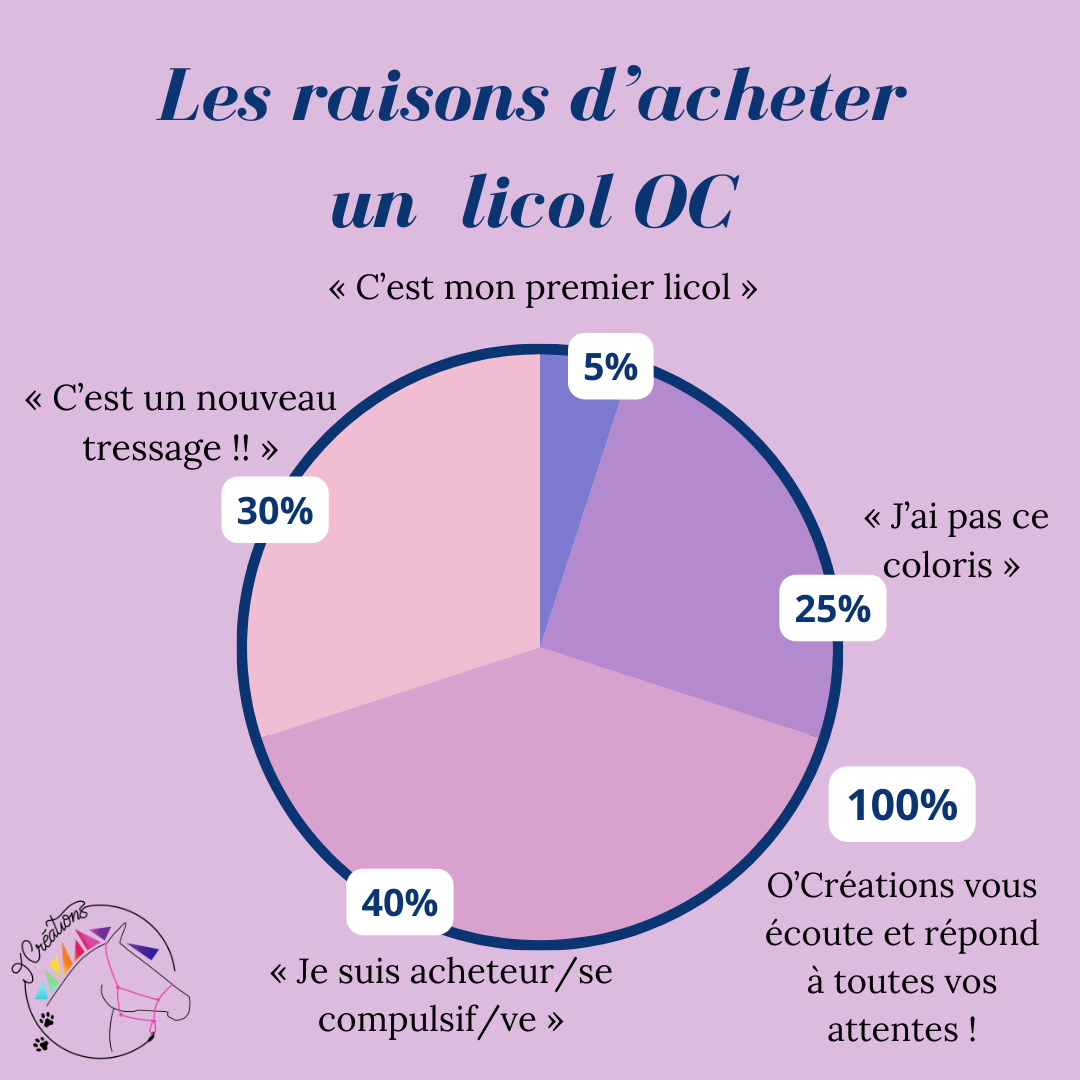 Les raisons d’acheter
un licol OC
« C’est mon premier licol »
5%
« C’est un nouveau
tressage !! »
30%
« J’ai pas ce
coloris »
25%
100%
O’Créations vous
écoute et répond
à toutes vos
attentes !
40%
« Je suis acheteur/se
compulsif/ve »
O'Créations